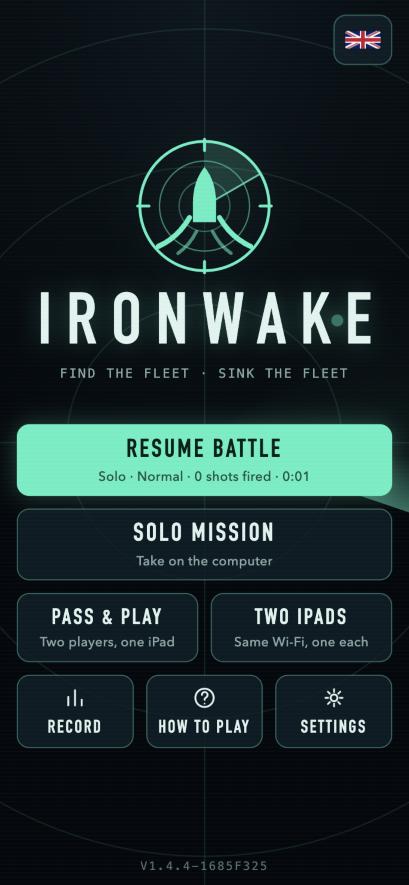 IRONWAKE
FIND THE FLEET · SINK THE FLEET
RESUME BATTLE
Solo · Normal · 0 shots fired · 0:01
SOLO MISSION
Take on the computer
PASS & PLAY
Two players, one iPad
TWO IPADS
Same Wi-Fi, one each
RECORD
HOW TO PLAY
SETTINGS
V1.4.4-1685F325